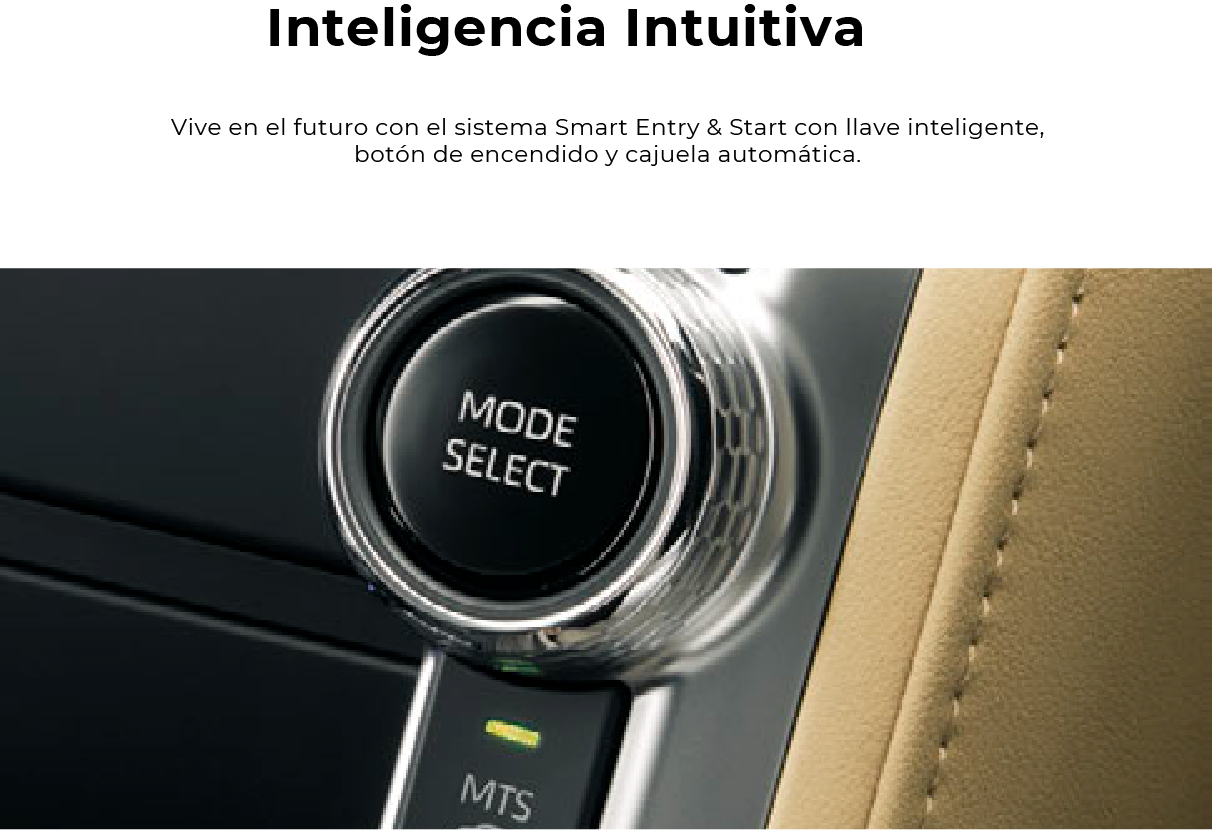 Inteligencia Intuitiva
Vive en el futuro con el sistema Smart Entry & Start con llave inteligente,
botón de encendido y cajuela automática.
MODE
SELECT
MTS